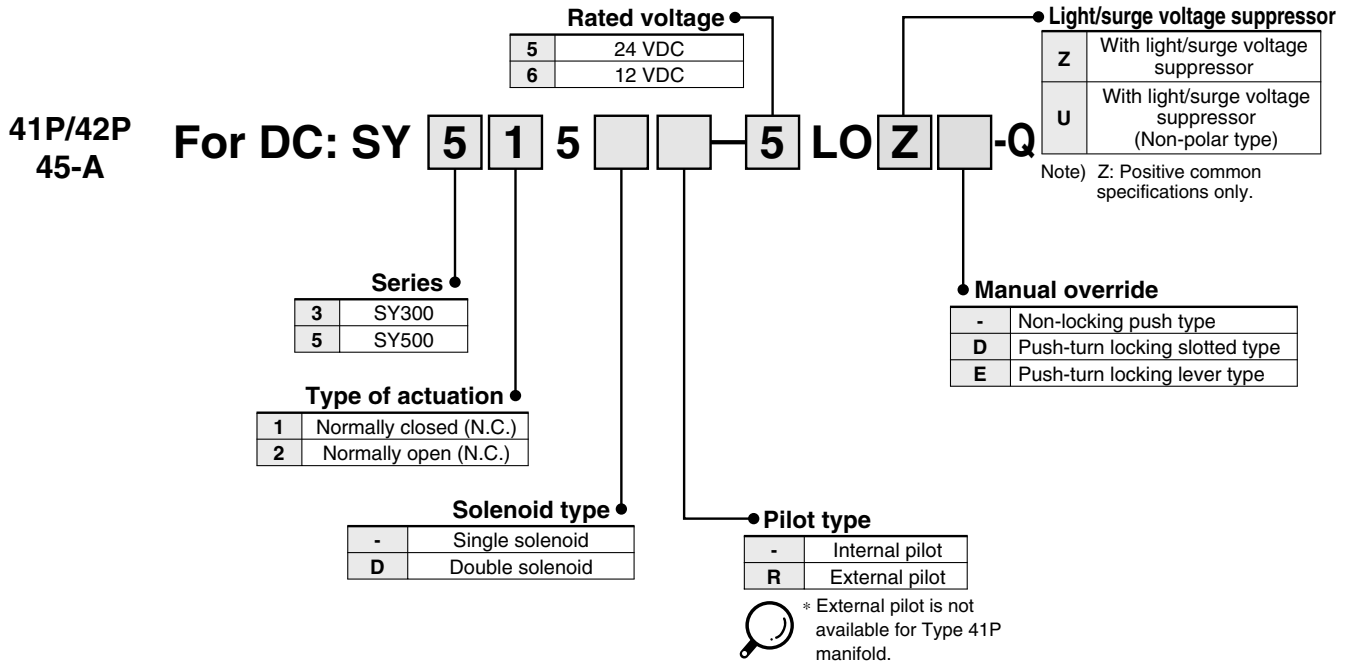 Rated voltage
5 24 VDC
6 12 VDC
Light/surge voltage suppressor
Z With light/surge voltage
suppressor
U With light/surge voltage
suppressor
(Non-polar type)
Note) Z: Positive common
specifications only.
41P/42P
45-A
For DC: SY 5 1 5 - 5 LO Z -Q
Series
3 SY300
5 SY500
Manual override
- Non-locking push type
D Push-turn locking slotted type
E Push-turn locking lever type
Type of actuation
1 Normally closed (N.C.)
2 Normally open (N.C.)
Solenoid type
- Single solenoid
D Double solenoid
Pilot type
- Internal pilot
R External pilot
* External pilot is not
available for Type 41P
manifold.